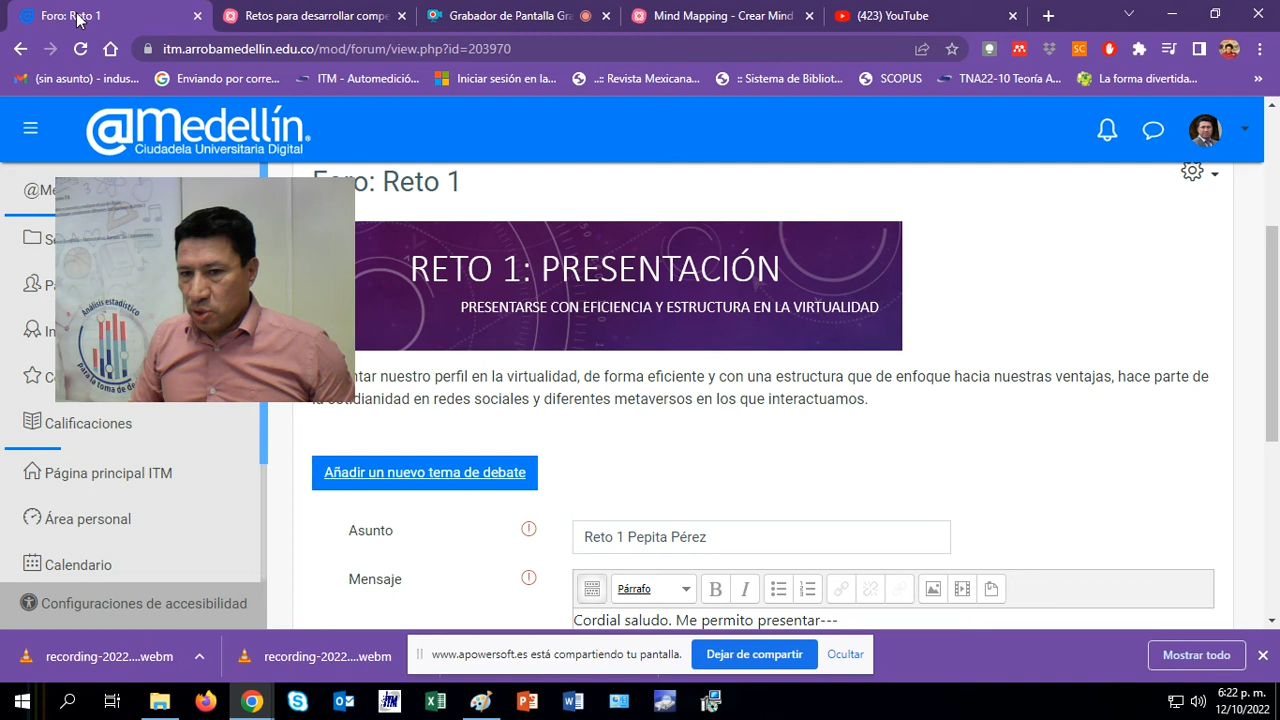 Foro: Reto 1
Retos para desarrollar compe
Grabador de Pantalla Gra
Mind Mapping - Crear Mind
(423) YouTube
itm.arrobamedellin.edu.co/mod/forum/view.php?id=203970
(sin asunto) - indus...
Enviando por corre...
ITM - Automedició...
Iniciar sesión en la...
..: Revista Mexicana...
:: Sistema de Bibliot...
SCOPUS
TNA22-10 Teoría A...
La forma divertida...
@Medellín
Ciudadela Universitaria Digital
Foro: Reto 1
RETO 1: PRESENTACIÓN
PRESENTARSE CON EFICIENCIA Y ESTRUCTURA EN LA VIRTUALIDAD
Análisis estadístico
para la toma de de
ntar nuestro perfil en la virtualidad, de forma eficiente y con una estructura que de enfoque hacia nuestras ventajas, hace parte de
cotidianidad en redes sociales y diferentes metaversos en los que interactuamos.
Calificaciones
Página principal ITM
Área personal
Calendario
Configuraciones de accesibilidad
Añadir un nuevo tema de debate
Asunto
Reto 1 Pepita Pérez
Mensaje
Párrafo
B I
Cordial saludo. Me permito presentar---
recording-2022....webm
recording-2022....webm
www.apowersoft.es está compartiendo tu pantalla.
Dejar de compartir
Ocultar
Mostrar todo
6:22 p. m.
12/10/2022